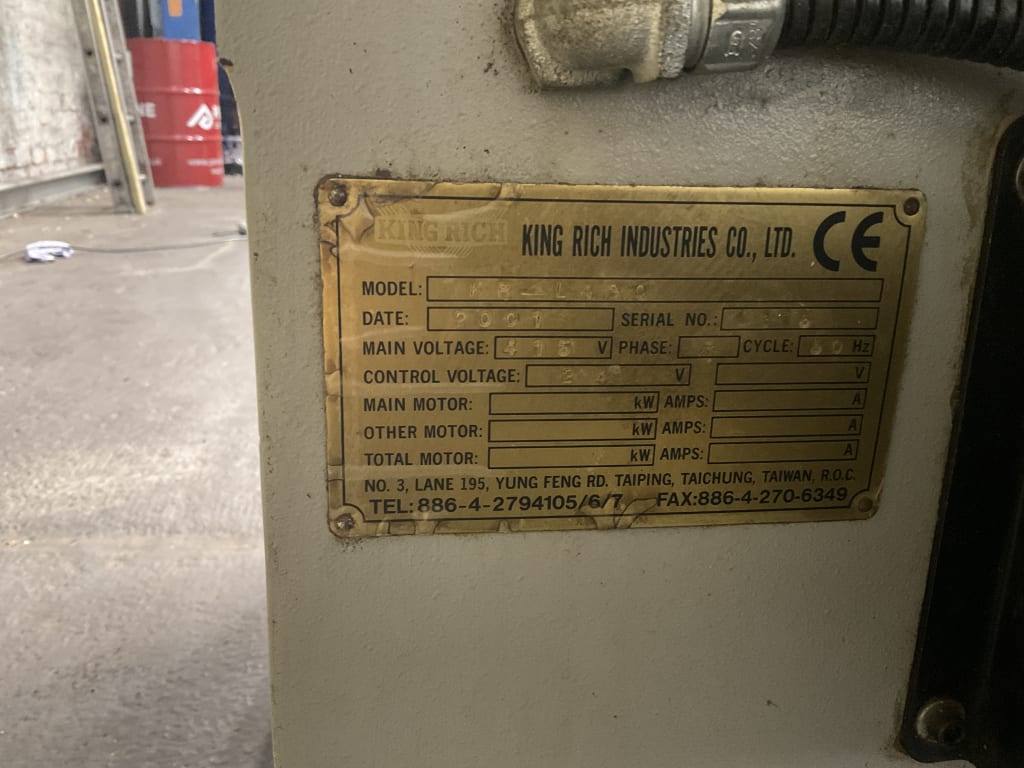 KING RICH KING RICH INDUSTRIES CO., LTD. CE
MODEL:
DATE: 2001 SERIAL NO.:
MAIN VOLTAGE: 415 V PHASE: CYCLE: Hz
CONTROL VOLTAGE: V V
MAIN MOTOR: kW AMPS: A
OTHER MOTOR: kW AMPS: A
TOTAL MOTOR: kW AMPS: A
NO. 3, LANE 195, YUNG FENG RD. TAIPING, TAICHUNG, TAIWAN, R.O.C.
TEL:886-4-2794105/6/7 FAX:886-4-270-6349